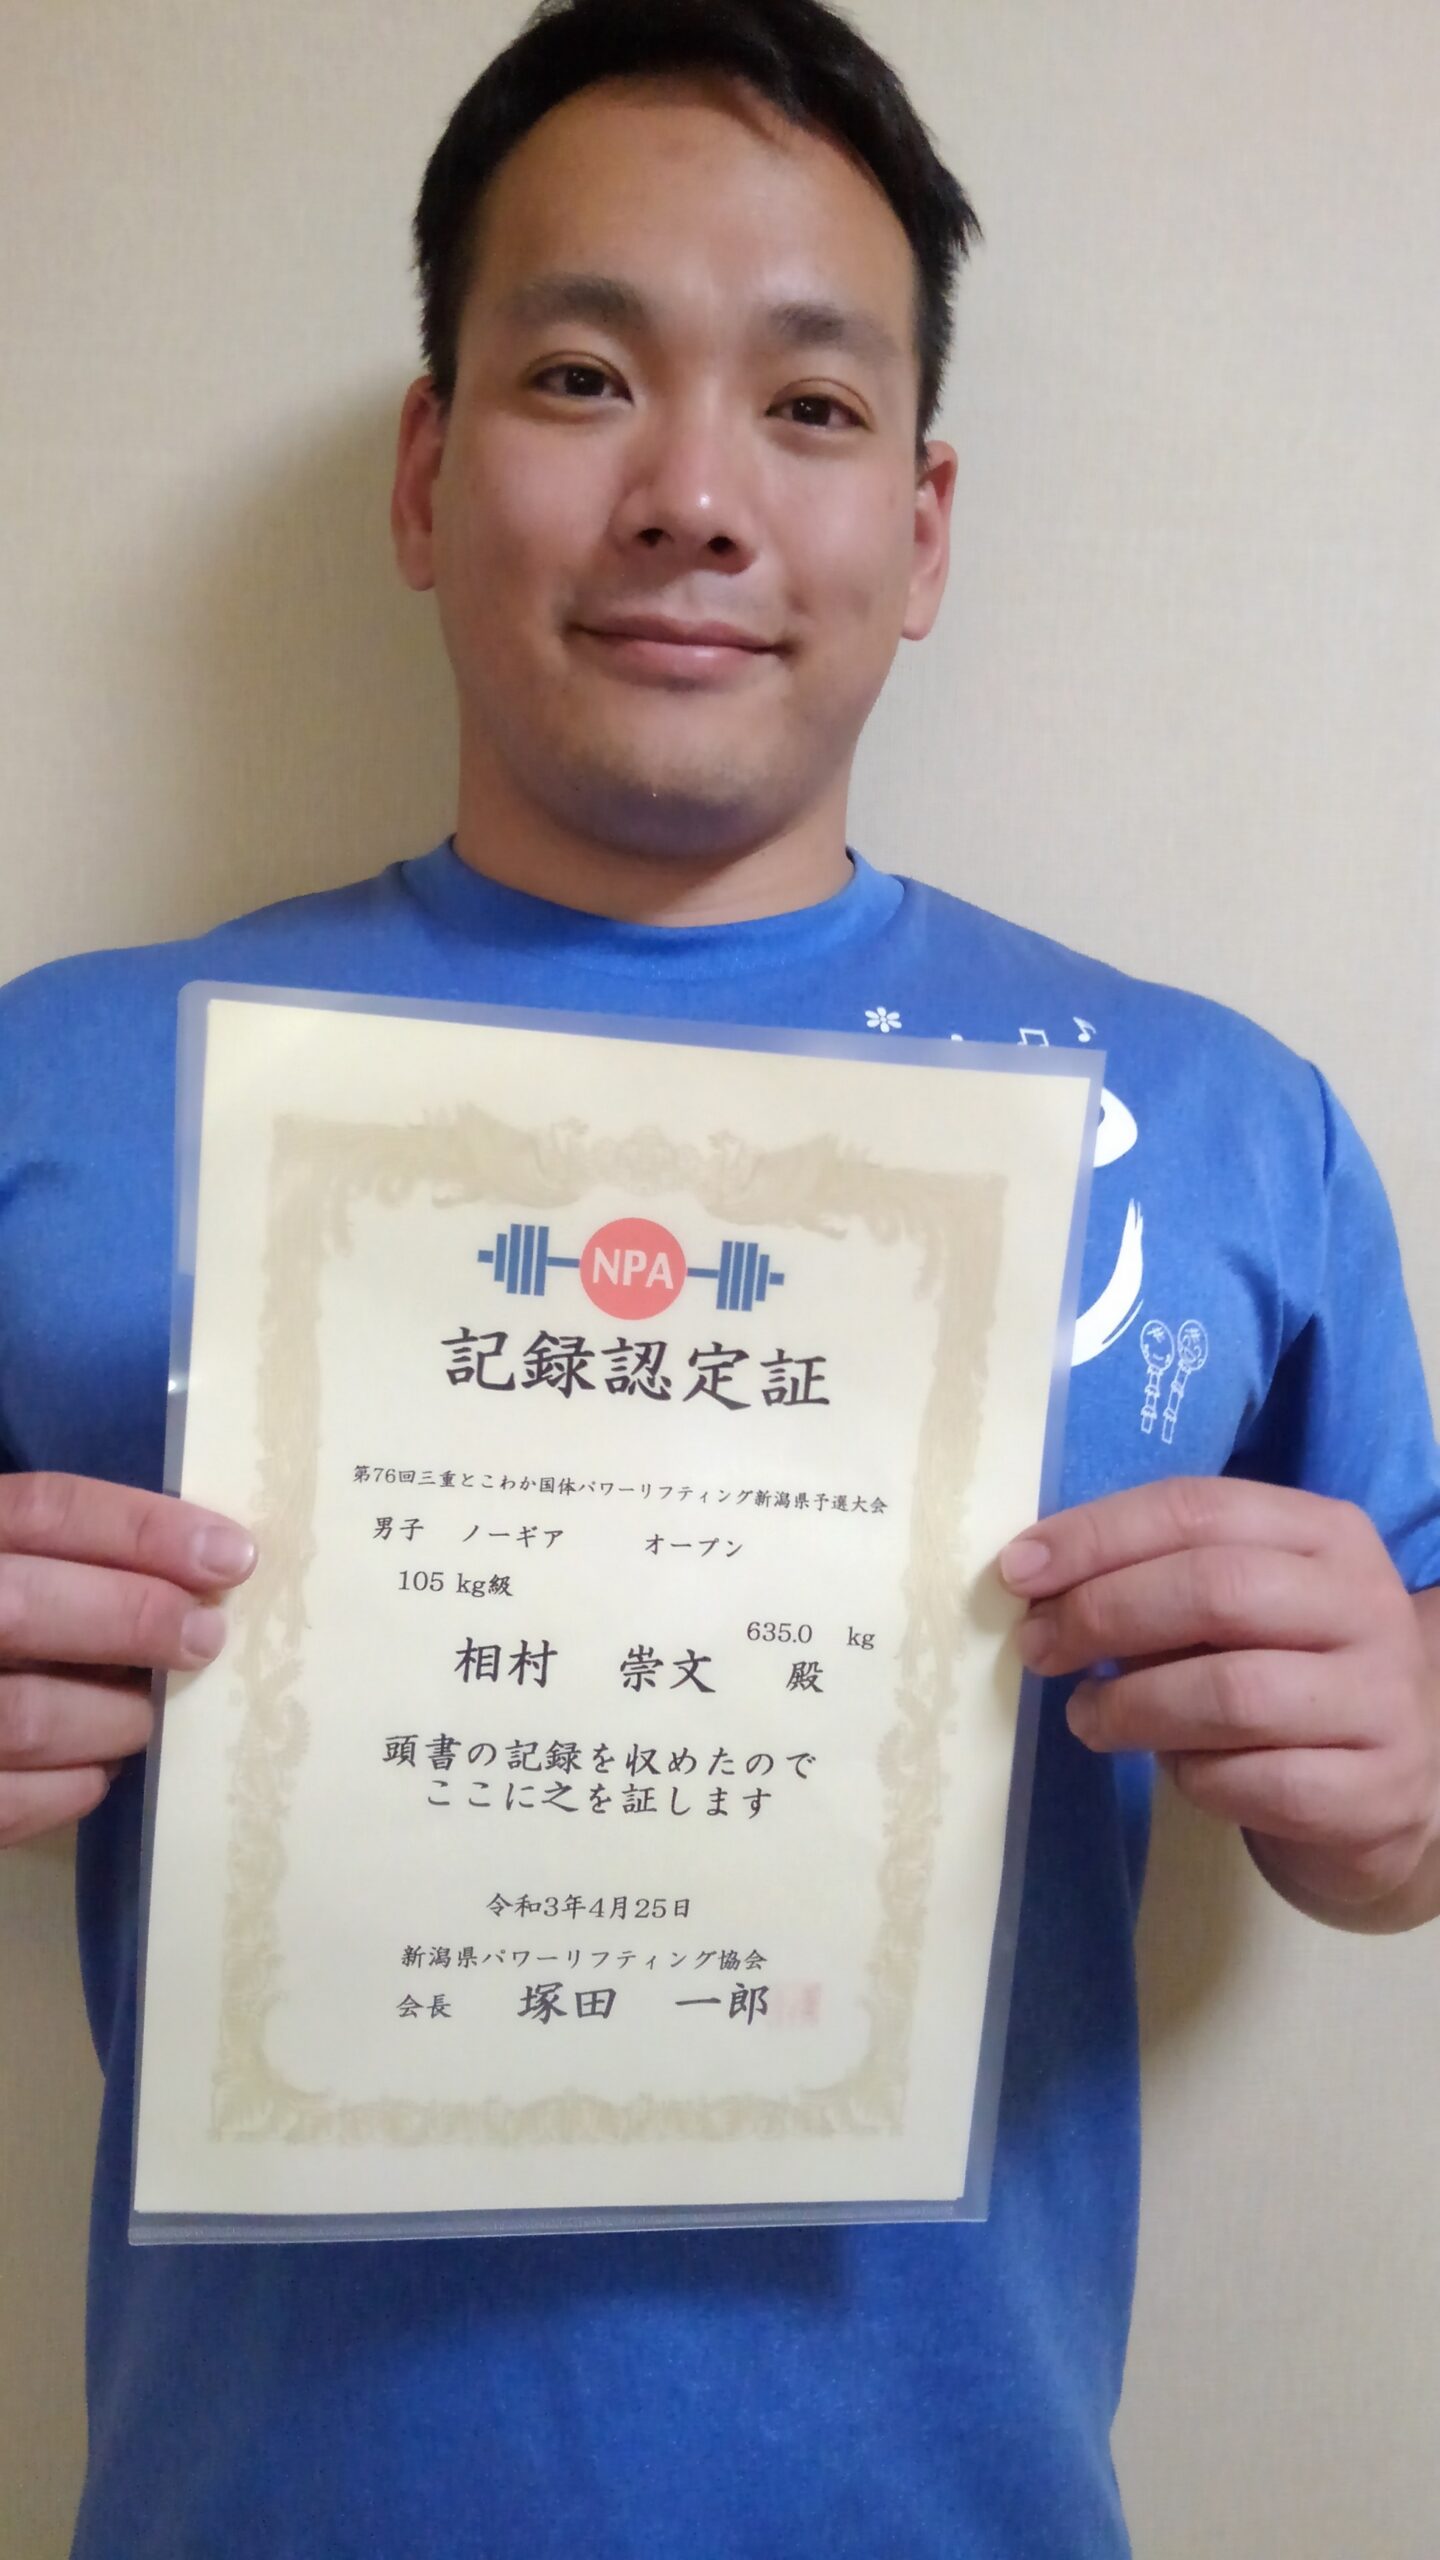 NPA
記録認定証
第76回三重とこわか国体パワーリフティング新潟県予選大会
男子 ノーギア オープン
105 kg級
635.0 kg
相村 崇文 殿
頭書の記録を収めたので
ここに之を証します
令和3年4月25日
新潟県パワーリフティング協会
会長 塚田 一郎